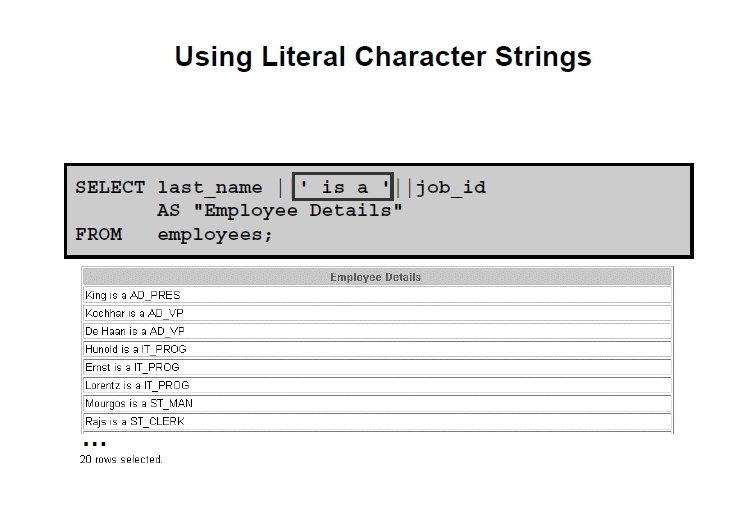 Using Literal Character Strings
SELECT last_name ||' is a '||job_id
AS "Employee Details"
FROM employees;
Employee Details
King is a AD_PRES
Kochhar is a AD_VP
De Haan is a AD_VP
Hunold is a IT_PROG
Ernst is a IT_PROG
Lorentz is a IT_PROG
Mourgos is a ST_MAN
Rajs is a ST_CLERK
...
20 rows selected.